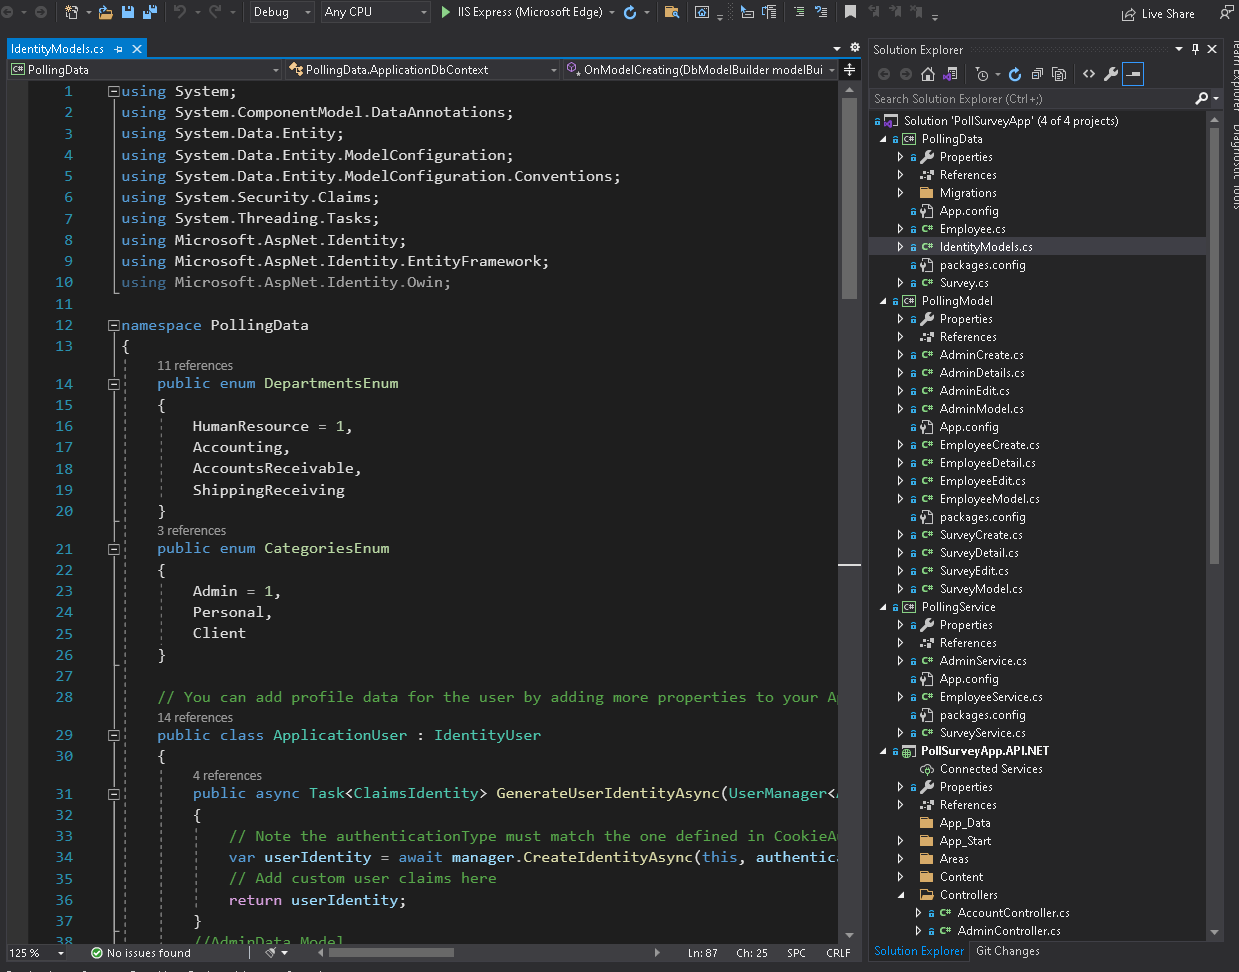 Debug Any CPU IIS Express (Microsoft Edge) Live Share
IdentityModels.cs
PollingData PollingData.ApplicationDbContext OnModelCreating(DbModelBuilder modelBui
1 using System;
2 using System.ComponentModel.DataAnnotations;
3 using System.Data.Entity;
4 using System.Data.Entity.ModelConfiguration;
5 using System.Data.Entity.ModelConfiguration.Conventions;
6 using System.Security.Claims;
7 using System.Threading.Tasks;
8 using Microsoft.AspNet.Identity;
9 using Microsoft.AspNet.Identity.EntityFramework;
10 using Microsoft.AspNet.Identity.Owin;
11
12 namespace PollingData
13 {
11 references
14 public enum DepartmentsEnum
15 {
16 HumanResource = 1,
17 Accounting,
18 AccountsReceivable,
19 ShippingReceiving
20 }
3 references
21 public enum CategoriesEnum
22 {
23 Admin = 1,
24 Personal,
25 Client
26 }
27
28 // You can add profile data for the user by adding more properties to your A
14 references
29 public class ApplicationUser : IdentityUser
30 {
4 references
31 public async Task<ClaimsIdentity> GenerateUserIdentityAsync(UserManager<
32 {
33 // Note the authenticationType must match the one defined in CookieA
34 var userIdentity = await manager.CreateIdentityAsync(this, authentica
35 // Add custom user claims here
36 return userIdentity;
37 }
38 //AdminData Model
125 % No issues found Ln: 87 Ch: 25 SPC CRLF
Solution Explorer
Search Solution Explorer (Ctrl+;)
Solution 'PollSurveyApp' (4 of 4 projects)
PollingData
Properties
References
Migrations
App.config
Employee.cs
IdentityModels.cs
packages.config
Survey.cs
PollingModel
Properties
References
AdminCreate.cs
AdminDetails.cs
AdminEdit.cs
AdminModel.cs
App.config
EmployeeCreate.cs
EmployeeDetail.cs
EmployeeEdit.cs
EmployeeModel.cs
packages.config
SurveyCreate.cs
SurveyDetail.cs
SurveyEdit.cs
SurveyModel.cs
PollingService
Properties
References
AdminService.cs
App.config
EmployeeService.cs
packages.config
SurveyService.cs
PollSurveyApp.API.NET
Connected Services
Properties
References
App_Data
App_Start
Areas
Content
Controllers
AccountController.cs
AdminController.cs
Solution Explorer Git Changes
Explorer
Diagnostic Tools